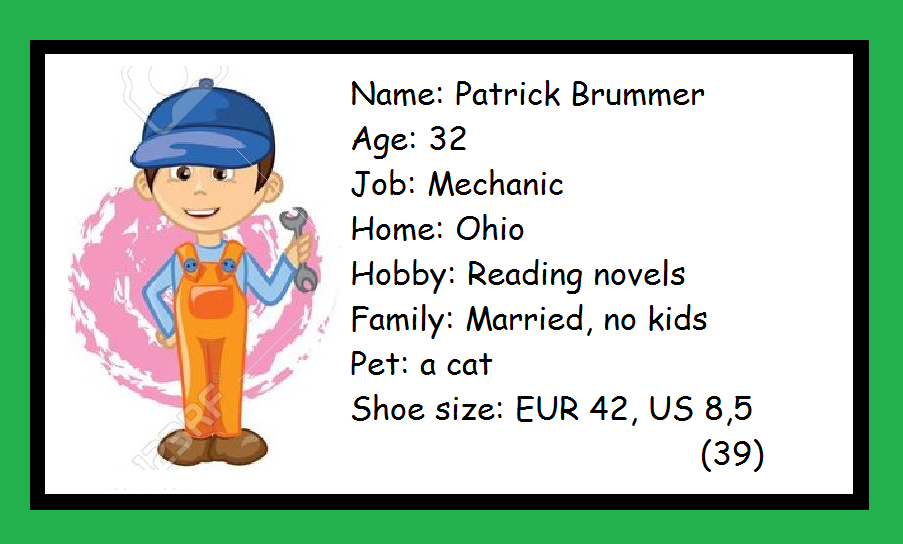 Name: Patrick Brummer
Age: 32
Job: Mechanic
Home: Ohio
Hobby: Reading novels
Family: Married, no kids
Pet: a cat
Shoe size: EUR 42, US 8,5
(39)
123RF